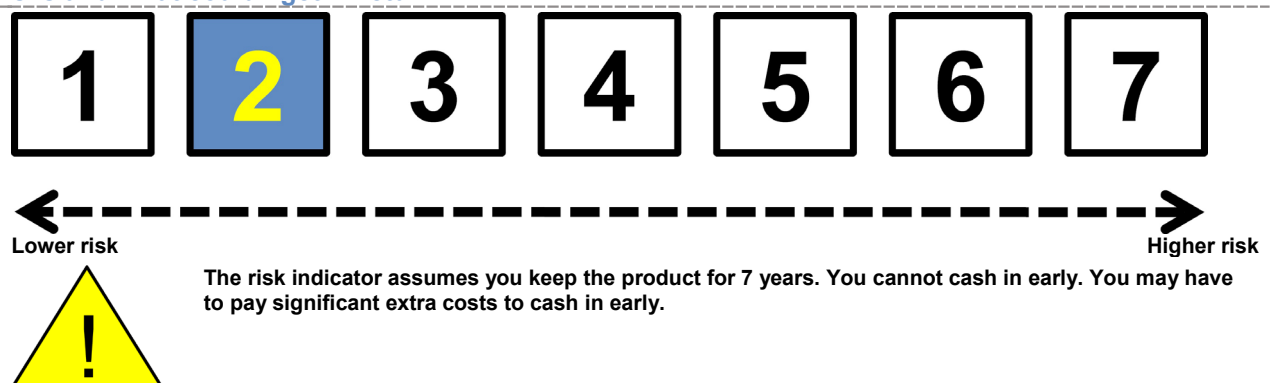 1 2 3 4 5 6 7
Lower risk Higher risk
The risk indicator assumes you keep the product for 7 years. You cannot cash in early. You may have
to pay significant extra costs to cash in early.
!